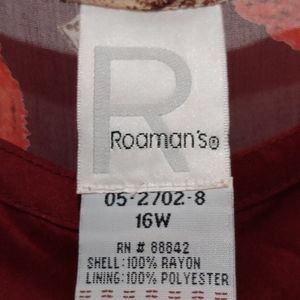 R
Roaman's®
05-2702-8
16W
RN # 88842
SHELL: 100% RAYON
LINING: 100% POLYESTER